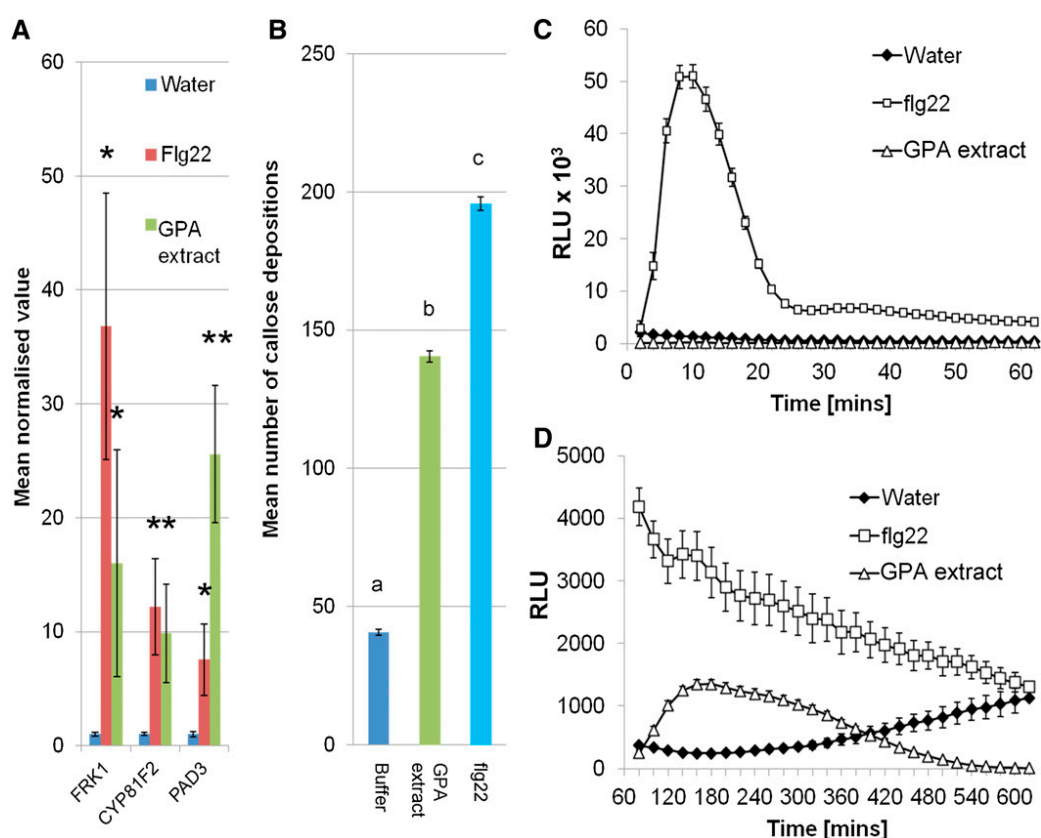 A
60
50
40
30
20
10
0
Mean normalised value
Water
Flg22
GPA
extract
*
*
**
*
**
FRK1
CYP81F2
PAD3
B
250
200
150
100
50
0
Mean number of callose depositions
a
b
c
Buffer
GPA
extract
flg22
C
60
50
40
30
20
10
0
RLU x 10³
Water
flg22
GPA extract
0 10 20 30 40 50 60
Time [mins]
D
5000
4000
3000
2000
1000
0
RLU
Water
flg22
GPA extract
60 120 180 240 300 360 420 480 540 600
Time [mins]